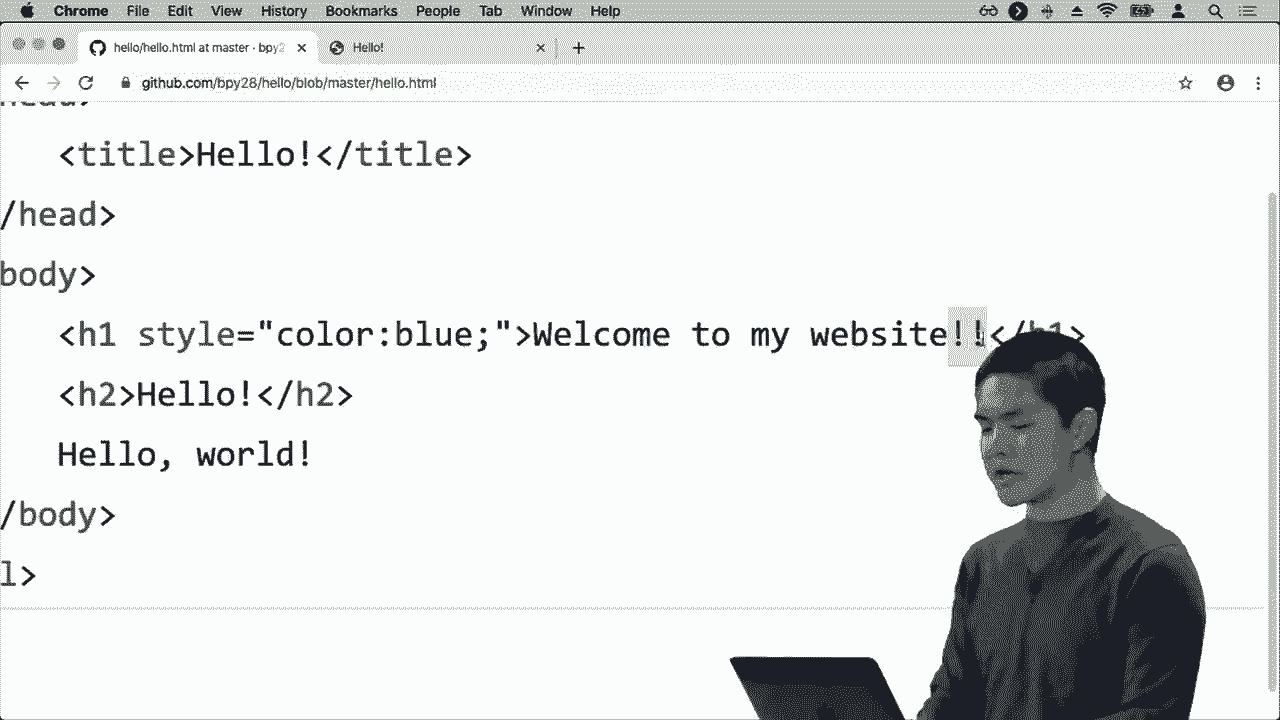 Chrome File Edit View History Bookmarks People Tab Window Help
hello/hello.html at master · bpy2 Hello!
github.com/bpy28/hello/blob/master/hello.html
head>
<title>Hello!</title>
/head>
body>
<h1 style="color:blue;">Welcome to my website!!</h1>
<h2>Hello!</h2>
Hello, world!
/body>
l>